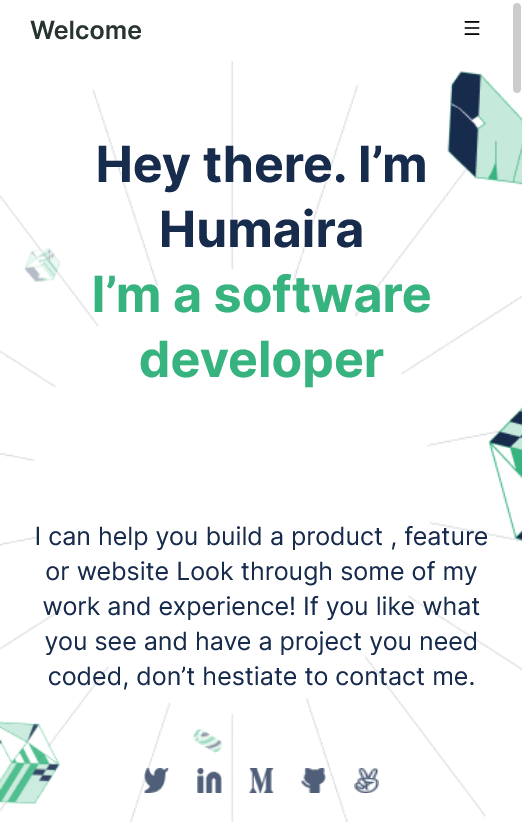 Welcome
Hey there. I’m
Humaira
I’m a software
developer
I can help you build a product , feature
or website Look through some of my
work and experience! If you like what
you see and have a project you need
coded, don’t hestiate to contact me.